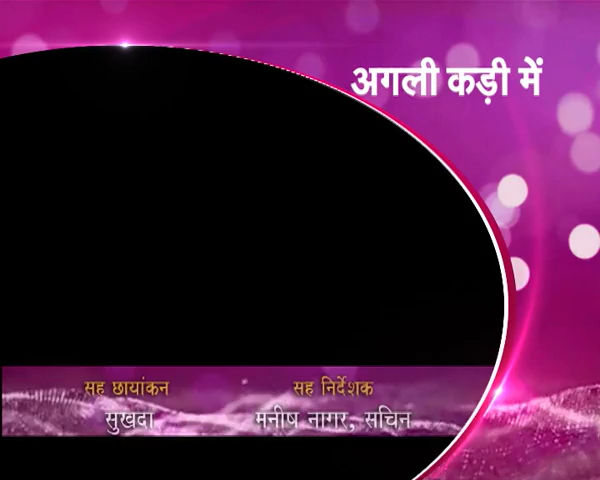 अगली कड़ी में
सह छायांकन
सह निर्देशक
सुखदा
मनीष नागर, सचिन